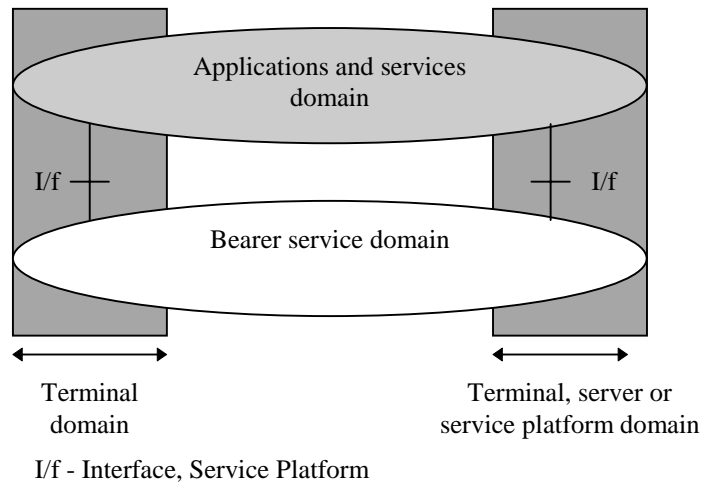 Applications and services
domain
I/f
I/f
Bearer service domain
Terminal
domain
Terminal, server or
service platform domain
I/f - Interface, Service Platform